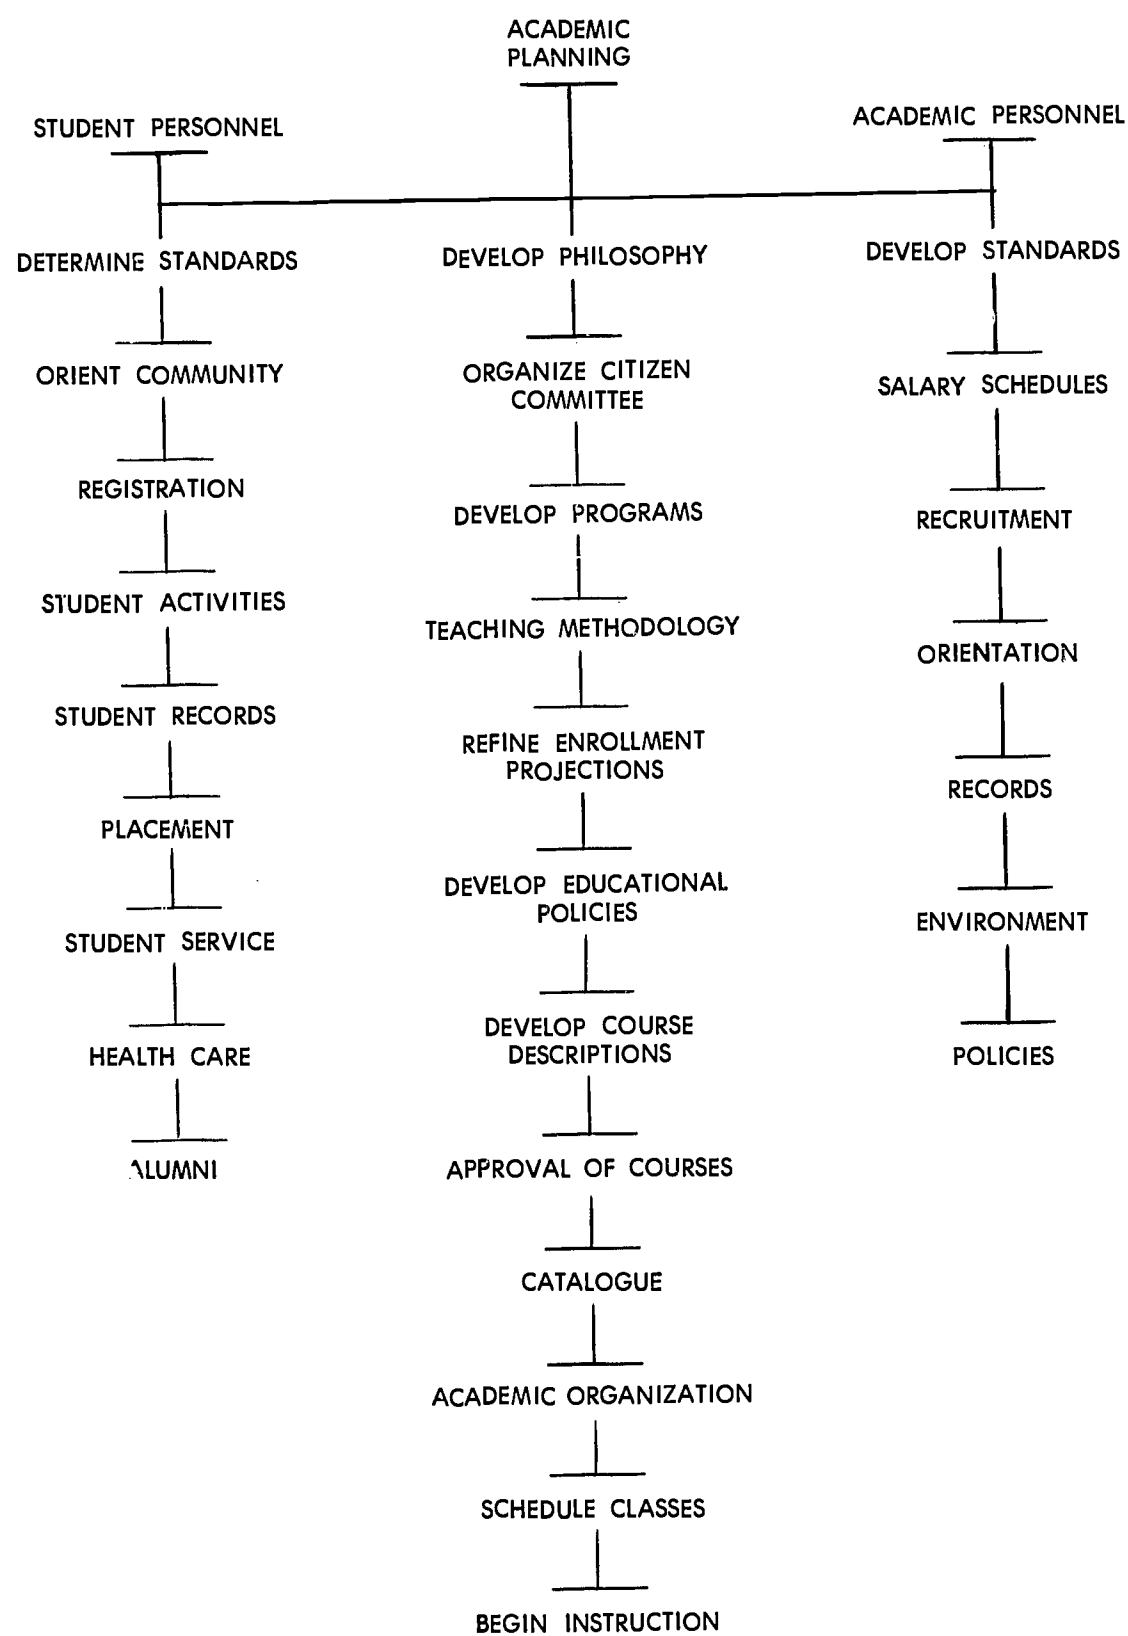 ACADEMIC
PLANNING
STUDENT PERSONNEL
ACADEMIC PERSONNEL
DETERMINE STANDARDS
DEVELOP PHILOSOPHY
DEVELOP STANDARDS
ORIENT COMMUNITY
ORGANIZE CITIZEN
COMMITTEE
SALARY SCHEDULES
REGISTRATION
DEVELOP PROGRAMS
RECRUITMENT
STUDENT ACTIVITIES
TEACHING METHODOLOGY
ORIENTATION
STUDENT RECORDS
REFINE ENROLLMENT
PROJECTIONS
RECORDS
PLACEMENT
DEVELOP EDUCATIONAL
POLICIES
ENVIRONMENT
STUDENT SERVICE
DEVELOP COURSE
DESCRIPTIONS
POLICIES
HEALTH CARE
ALUMNI
APPROVAL OF COURSES
CATALOGUE
ACADEMIC ORGANIZATION
SCHEDULE CLASSES
BEGIN INSTRUCTION